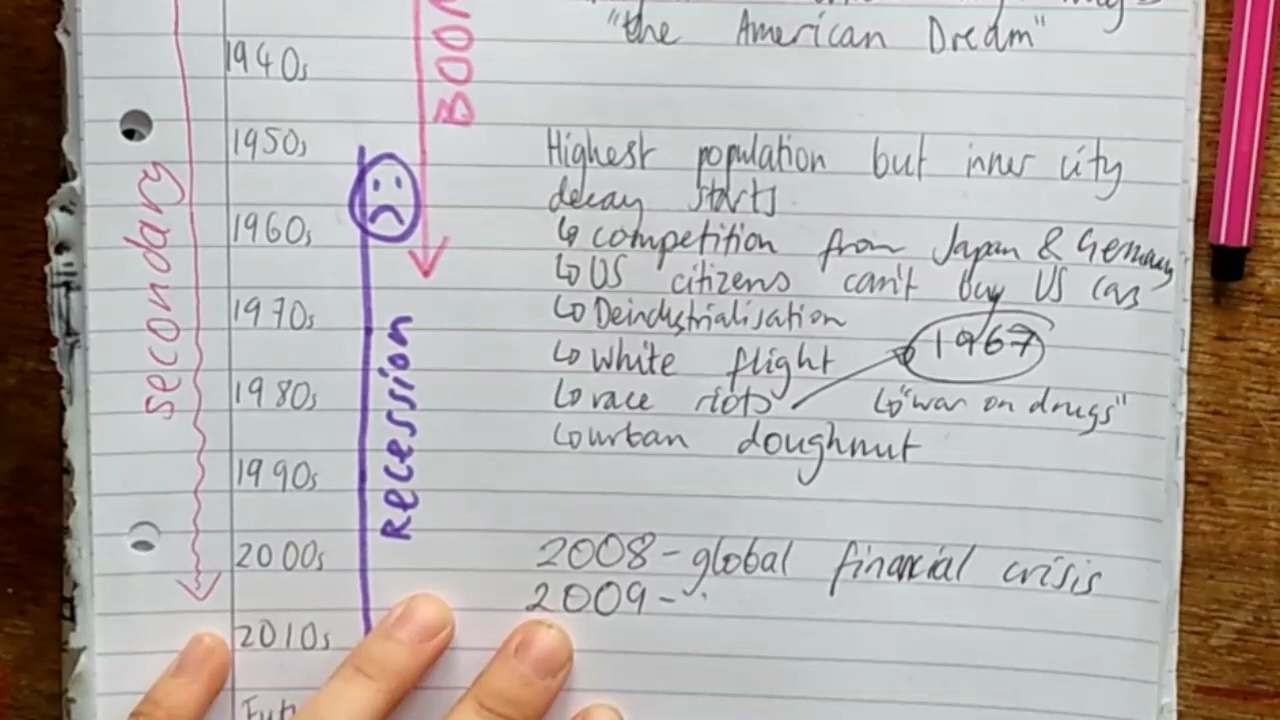 "the American Dream"
1940s
BOOM
1950s
Highest population but inner city
decay starts
1960s
↳ competition from Japan & Germany
↳ US citizens can't buy US cars
1970s
↳ Deindustrialisation
↳ white flight
1967
1980s
↳ race riots
↳ "war on drugs"
↳ urban doughnut
1990s
2000s
2008 - global financial crisis
2009 -
2010s
secondary
Recession